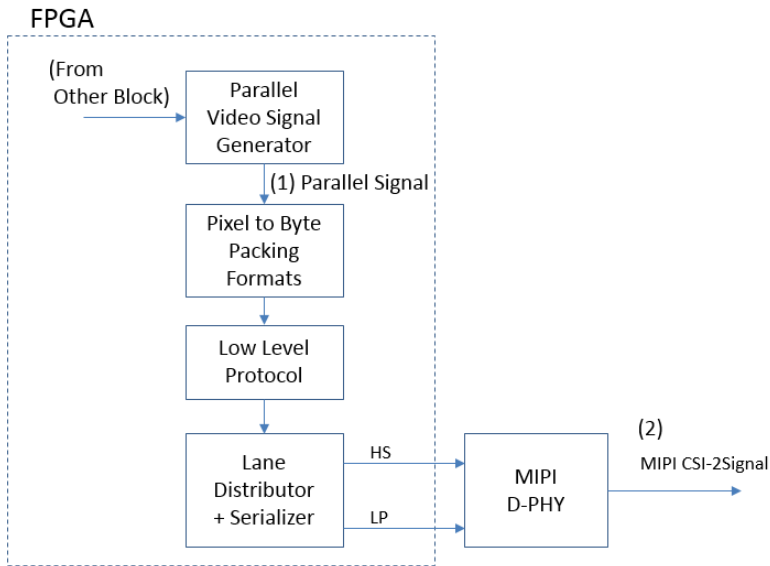 FPGA
(From
Other Block)
Parallel
Video Signal
Generator
(1) Parallel Signal
Pixel to Byte
Packing
Formats
Low Level
Protocol
Lane
Distributor
+ Serializer
HS
LP
MIPI
D-PHY
(2)
MIPI CSI-2Signal